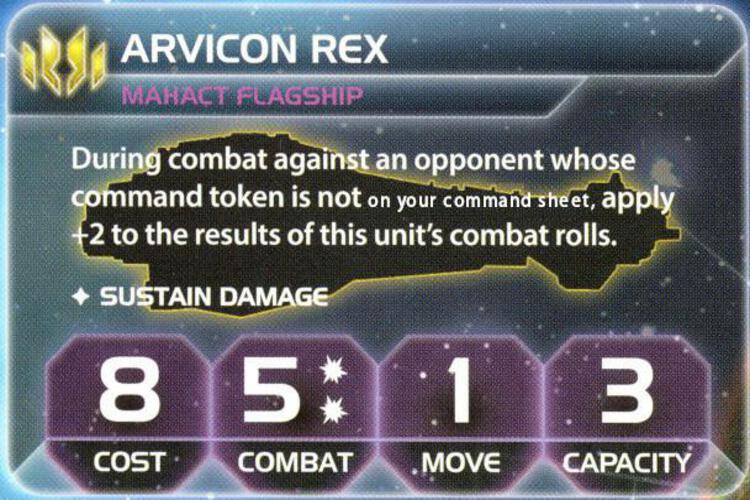 ARVICON REX
MAHACT FLAGSHIP
During combat against an opponent whose
command token is not on your command sheet, apply
+2 to the results of this unit's combat rolls.
SUSTAIN DAMAGE
8 5 1 3
COST COMBAT MOVE CAPACITY